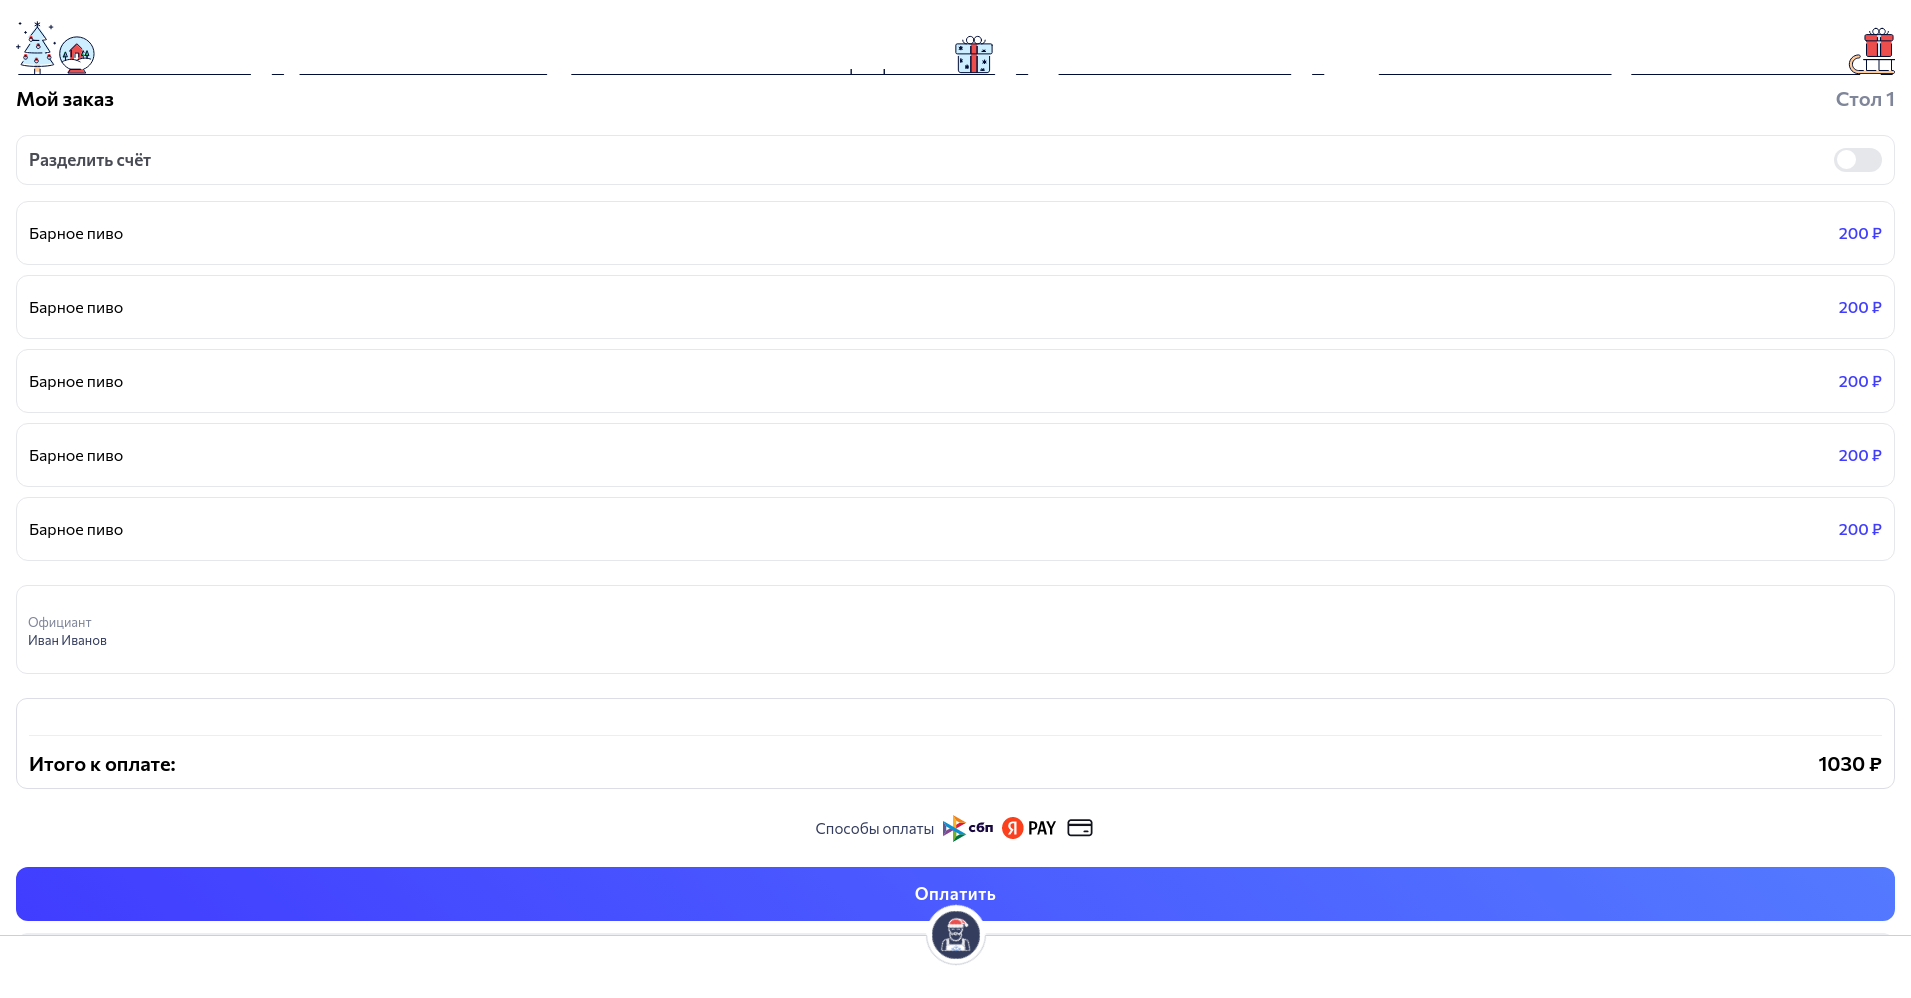 Мой заказ
Стол 1
Разделить счёт
Барное пиво 200 ₽
Барное пиво 200 ₽
Барное пиво 200 ₽
Барное пиво 200 ₽
Барное пиво 200 ₽
Официант
Иван Иванов
Итого к оплате: 1030 ₽
Способы оплаты сбп Я PAY
Оплатить